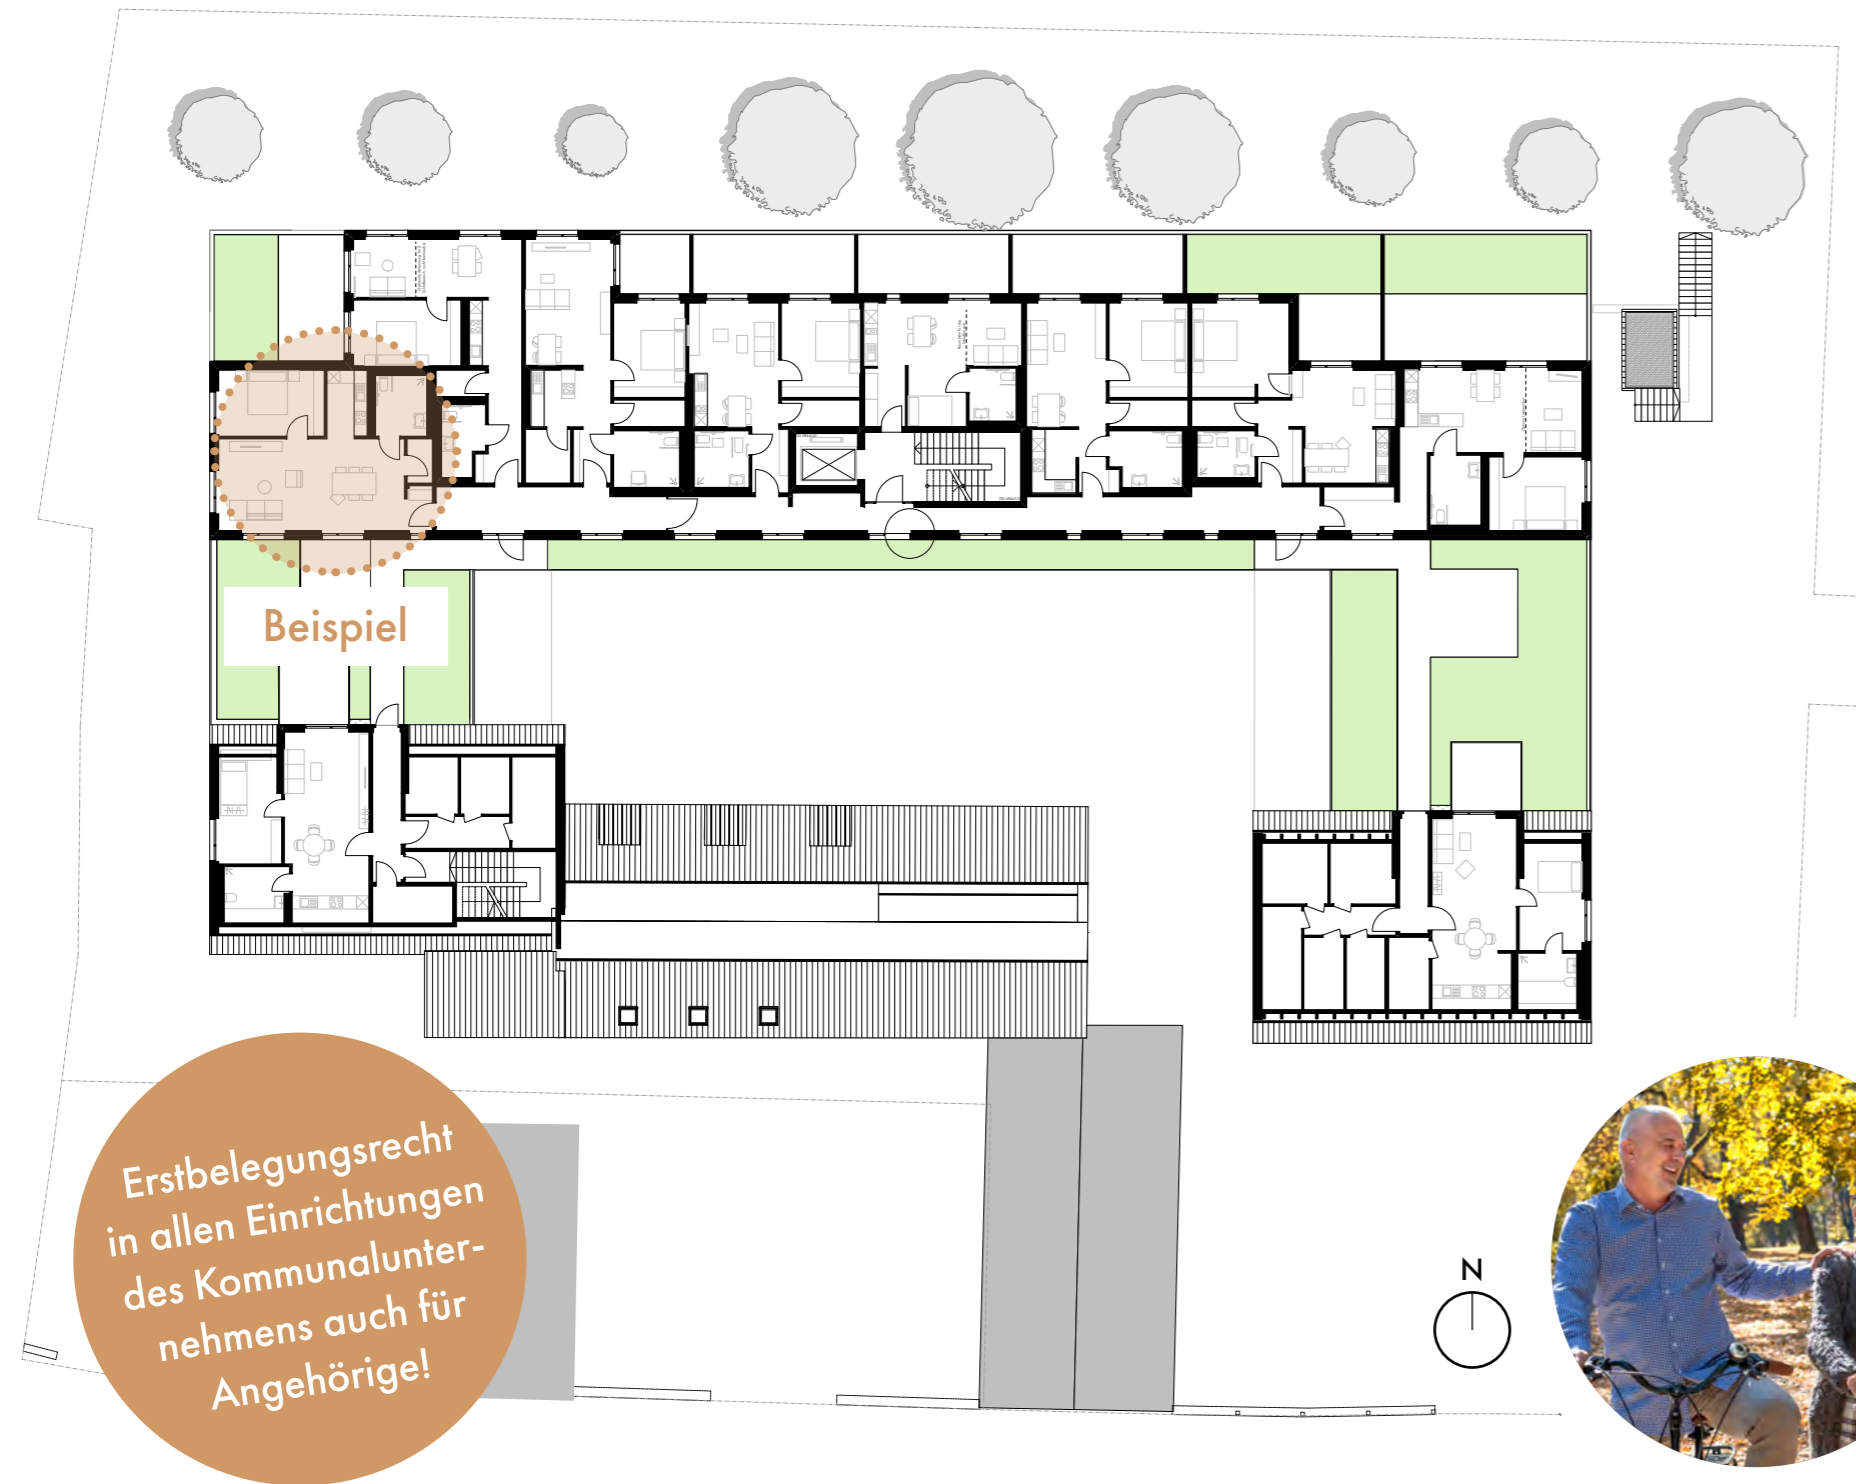 Beispiel
Erstbelegungsrecht
in allen Einrichtungen
des Kommunalunter-
nehmens auch für
Angehörige!
N